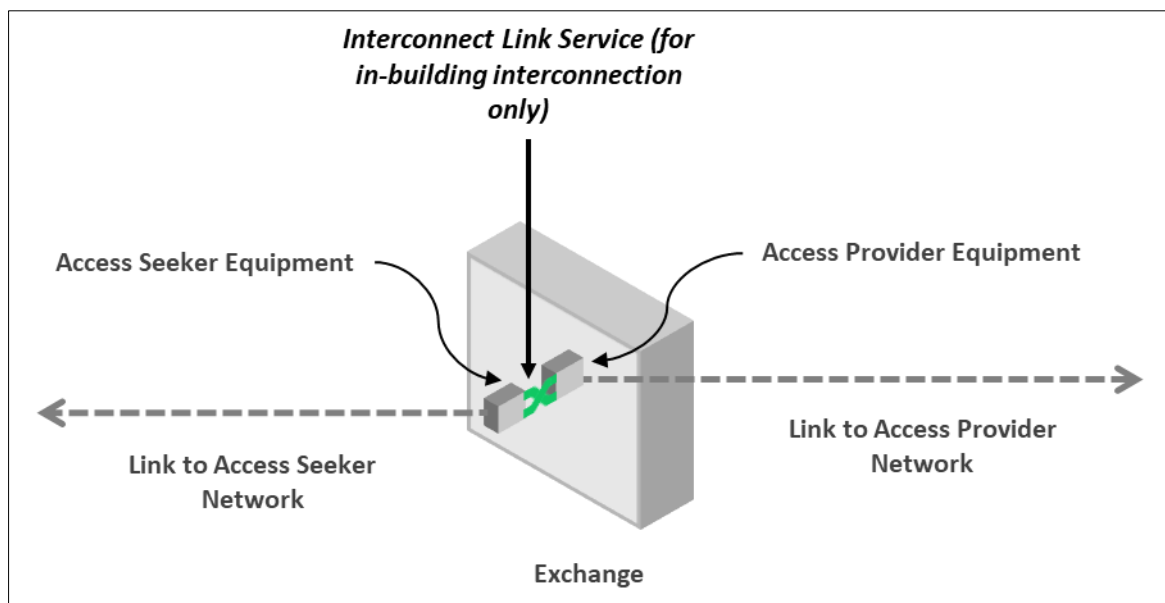 Interconnect Link Service (for
in-building interconnection
only)
Access Seeker Equipment
Access Provider Equipment
Link to Access Seeker
Network
Link to Access Provider
Network
Exchange